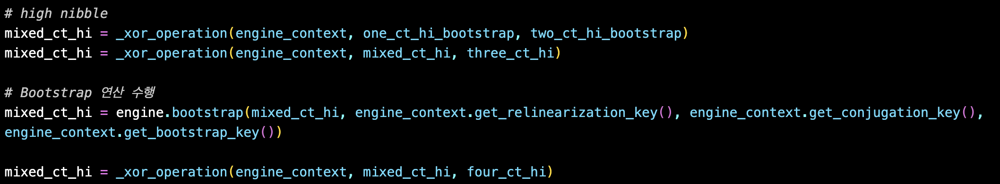 # high nibble
mixed_ct_hi = _xor_operation(engine_context, one_ct_hi_bootstrap, two_ct_hi_bootstrap)
mixed_ct_hi = _xor_operation(engine_context, mixed_ct_hi, three_ct_hi)
# Bootstrap 연산 수행
mixed_ct_hi = engine.bootstrap(mixed_ct_hi, engine_context.get_relinearization_key(), engine_context.get_conjugation_key(),
engine_context.get_bootstrap_key())
mixed_ct_hi = _xor_operation(engine_context, mixed_ct_hi, four_ct_hi)